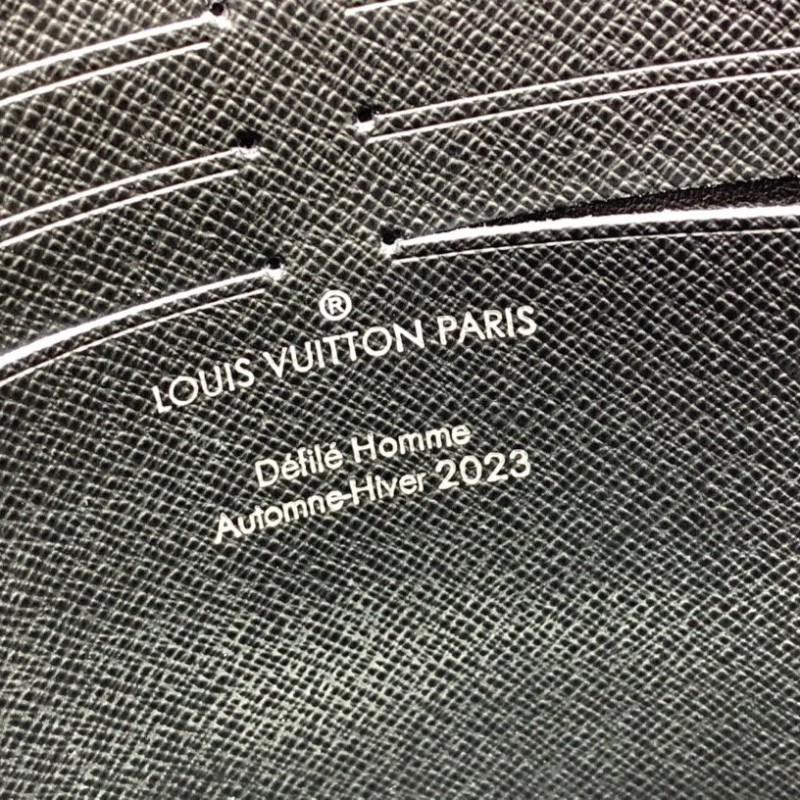 ®
LOUIS VUITTON PARIS
Défilé Homme
Automne-Hiver 2023